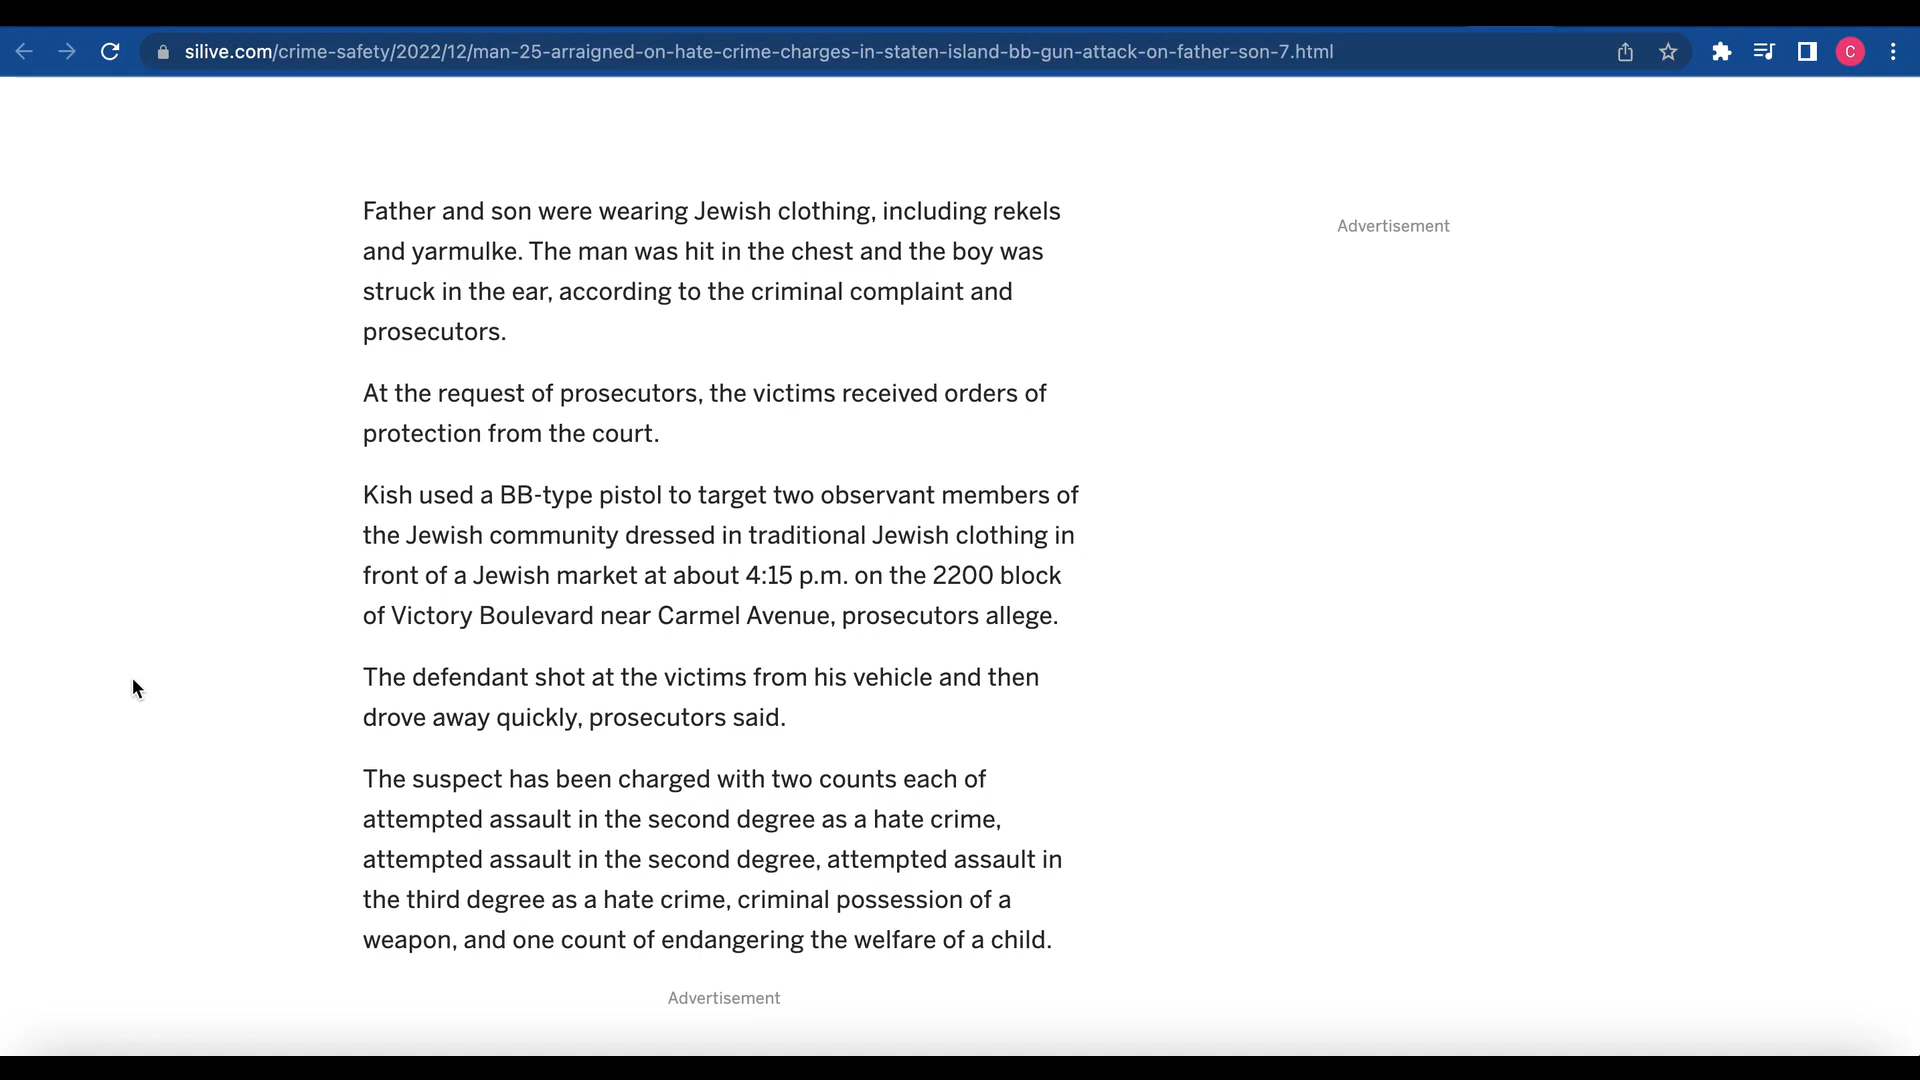 silive.com/crime-safety/2022/12/man-25-arraigned-on-hate-crime-charges-in-staten-island-bb-gun-attack-on-father-son-7.html
C
Father and son were wearing Jewish clothing, including rekels
and yarmulke. The man was hit in the chest and the boy was
struck in the ear, according to the criminal complaint and
prosecutors.
Advertisement
At the request of prosecutors, the victims received orders of
protection from the court.
Kish used a BB-type pistol to target two observant members of
the Jewish community dressed in traditional Jewish clothing in
front of a Jewish market at about 4:15 p.m. on the 2200 block
of Victory Boulevard near Carmel Avenue, prosecutors allege.
The defendant shot at the victims from his vehicle and then
drove away quickly, prosecutors said.
The suspect has been charged with two counts each of
attempted assault in the second degree as a hate crime,
attempted assault in the second degree, attempted assault in
the third degree as a hate crime, criminal possession of a
weapon, and one count of endangering the welfare of a child.
Advertisement